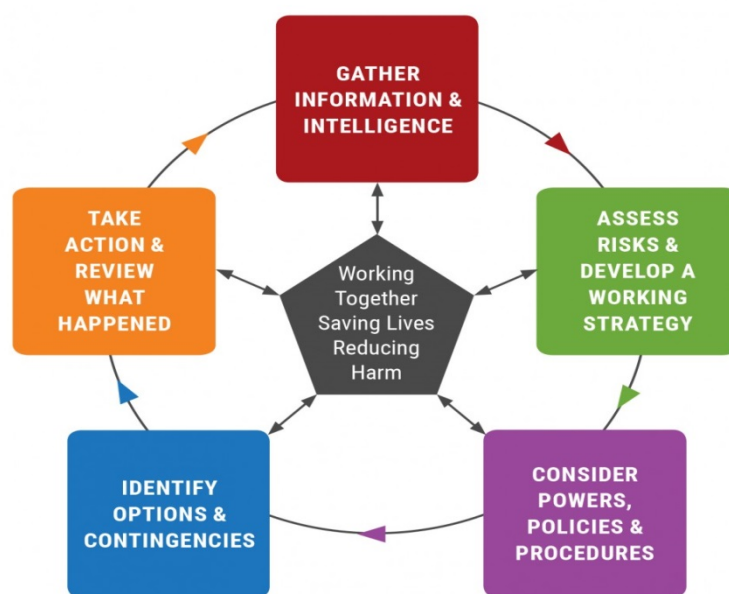 GATHER
INFORMATION &
INTELLIGENCE
ASSESS
RISKS &
DEVELOP A
WORKING
STRATEGY
CONSIDER
POWERS,
POLICIES &
PROCEDURES
IDENTIFY
OPTIONS &
CONTINGENCIES
TAKE
ACTION &
REVIEW
WHAT
HAPPENED
Working
Together
Saving Lives
Reducing
Harm